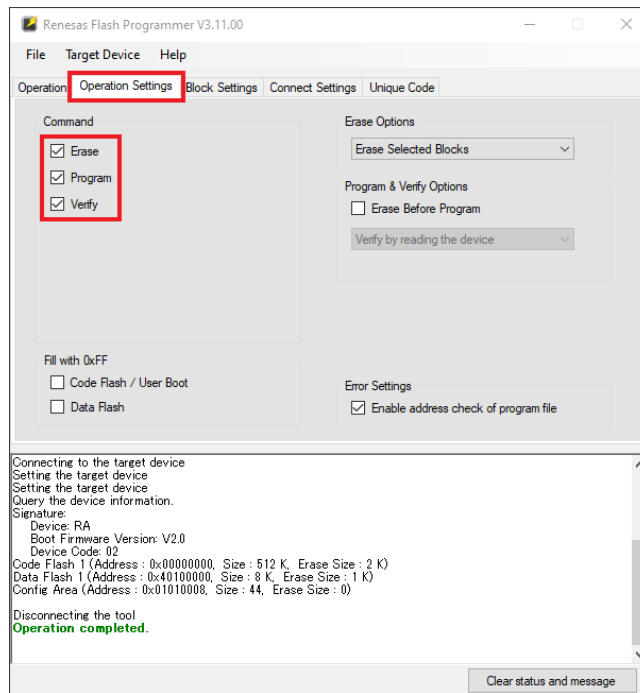 Renesas Flash Programmer V3.11.00
File Target Device Help
Operation Operation Settings Block Settings Connect Settings Unique Code
Command
Erase
Program
Verify
Erase Options
Erase Selected Blocks
Program & Verify Options
Erase Before Program
Verify by reading the device
Fill with 0xFF
Code Flash / User Boot
Data Flash
Error Settings
Enable address check of program file
Connecting to the target device
Setting the target device
Setting the target device
Query the device information.
Signature:
Device: RA
Boot Firmware Version: V2.0
Device Code: 02
Code Flash 1 (Address : 0x00000000, Size : 512 K, Erase Size : 2 K)
Data Flash 1 (Address : 0x40100000, Size : 8 K, Erase Size : 1 K)
Config Area (Address : 0x01010008, Size : 44, Erase Size : 0)
Disconnecting the tool
Operation completed.
Clear status and message